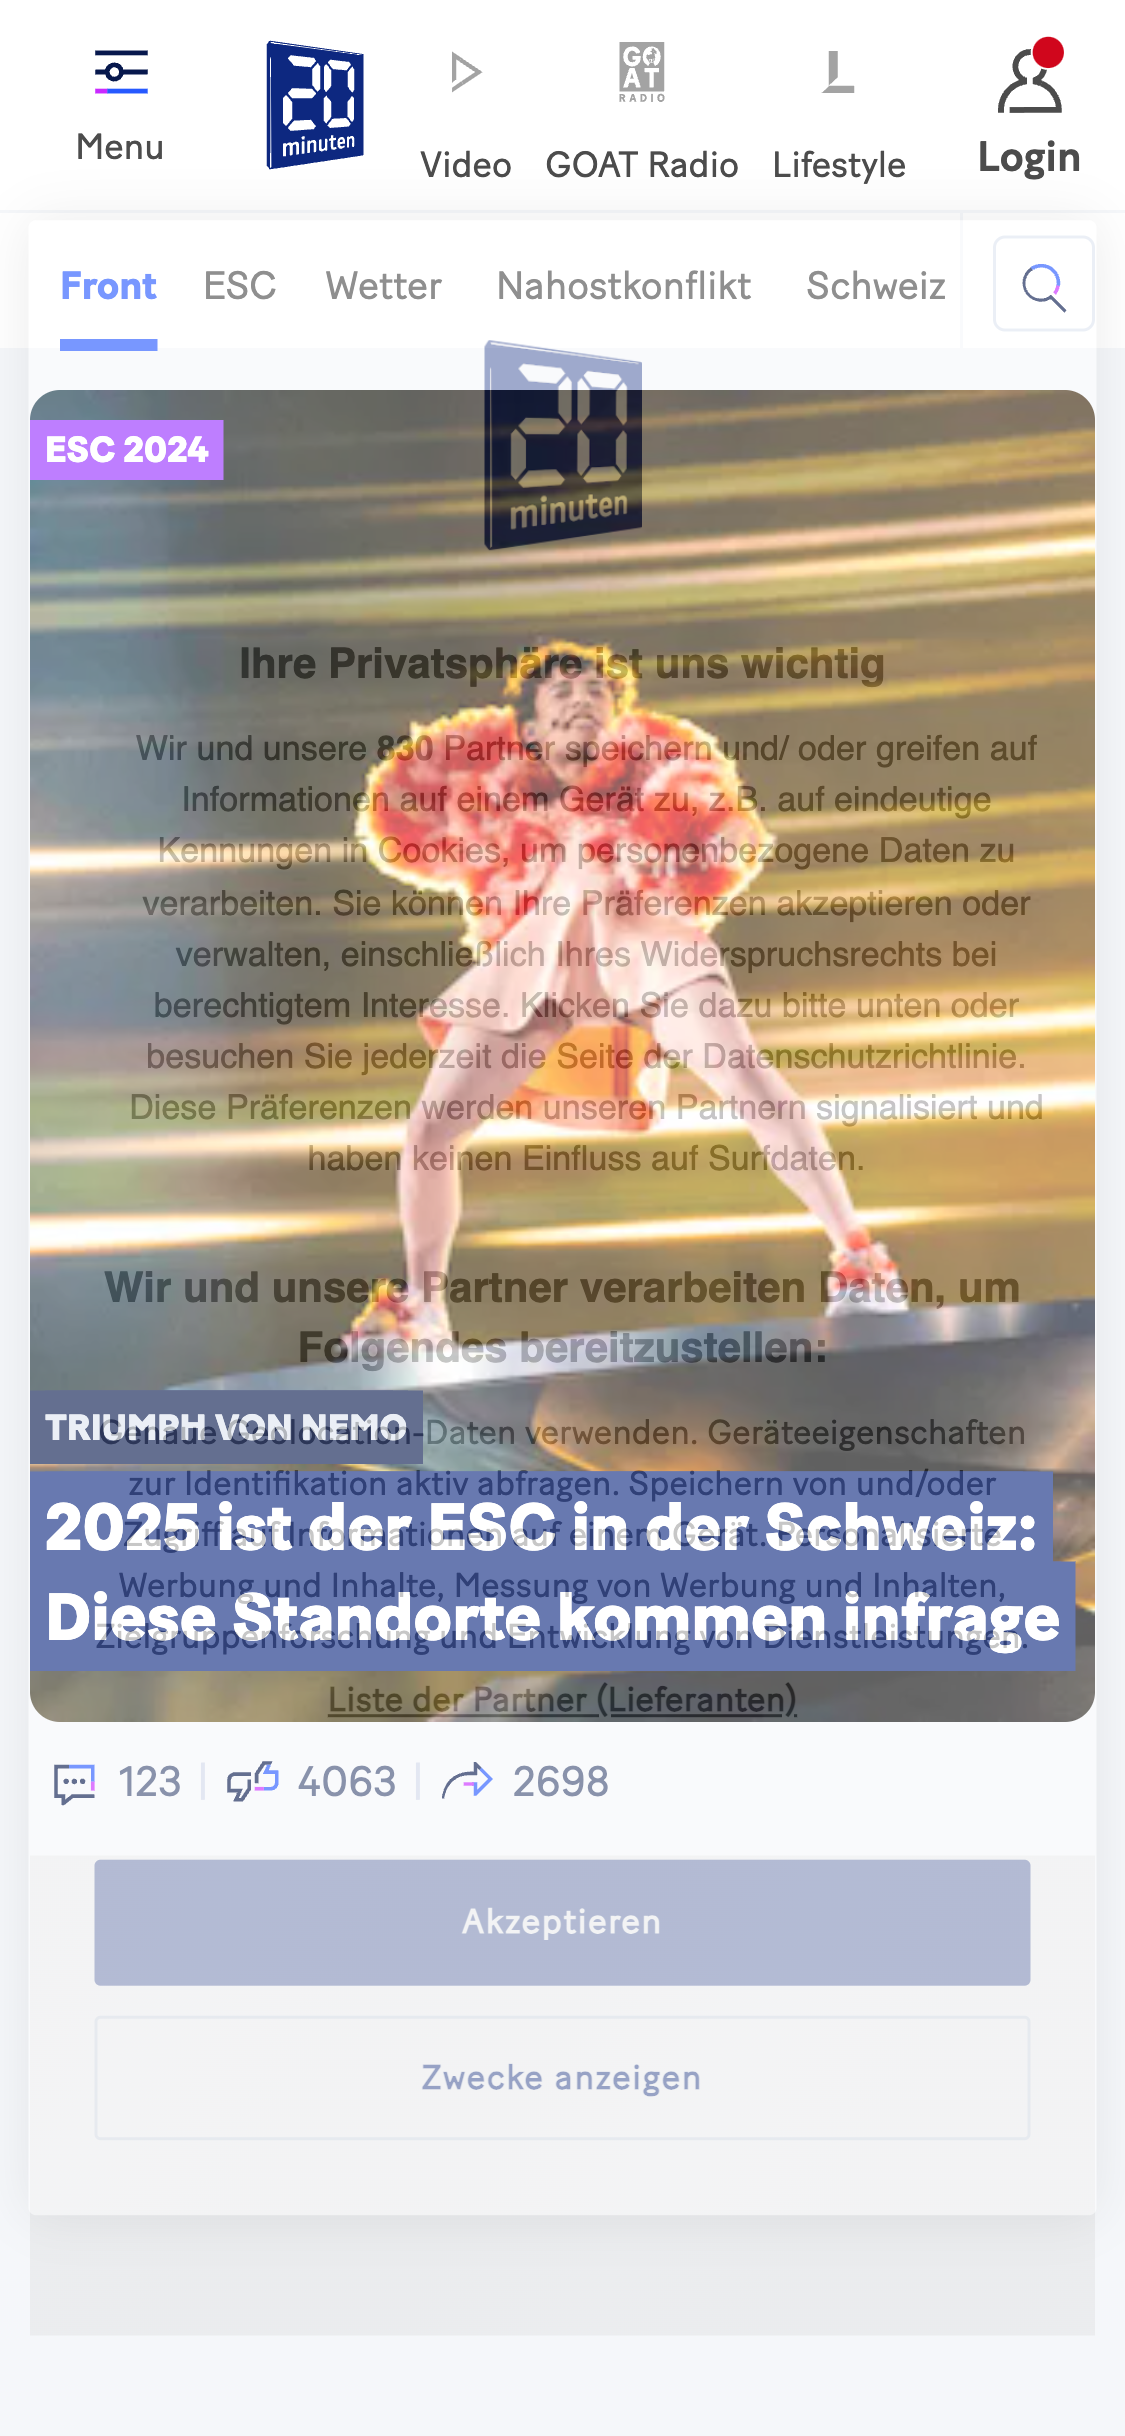 Menu
20
minuten
Video
GOAT
RADIO
GOAT Radio
Lifestyle
Login
Front
ESC
Wetter
Nahostkonflikt
Schweiz
20
minuten
ESC 2024
Ihre Privatsphäre ist uns wichtig
Wir und unsere 830 Partner speichern und/ oder greifen auf
Informationen auf einem Gerät zu, z.B. auf eindeutige
Kennungen in Cookies, um personenbezogene Daten zu
verarbeiten. Sie können Ihre Präferenzen akzeptieren oder
verwalten, einschließlich Ihres Widerspruchsrechts bei
berechtigtem Interesse. Klicken Sie dazu bitte unten oder
besuchen Sie jederzeit die Seite der Datenschutzrichtlinie.
Diese Präferenzen werden unseren Partnern signalisiert und
haben keinen Einfluss auf Surfdaten.
Wir und unsere Partner verarbeiten Daten, um
Folgendes bereitzustellen:
TRIUMPH VON NEMO
Genaue Geolocation-Daten verwenden. Geräteeigenschaften
zur Identifikation aktiv abfragen. Speichern von und/oder
2025 ist der ESC in der Schweiz:
Zugriff auf Informationen auf einem Gerät. Personalisierte
Werbung und Inhalte, Messung von Werbung und Inhalten,
Diese Standorte kommen infrage
Zielgruppenforschung und Entwicklung von Dienstleistungen.
Liste der Partner (Lieferanten)
123
4063
2698
Akzeptieren
Zwecke anzeigen